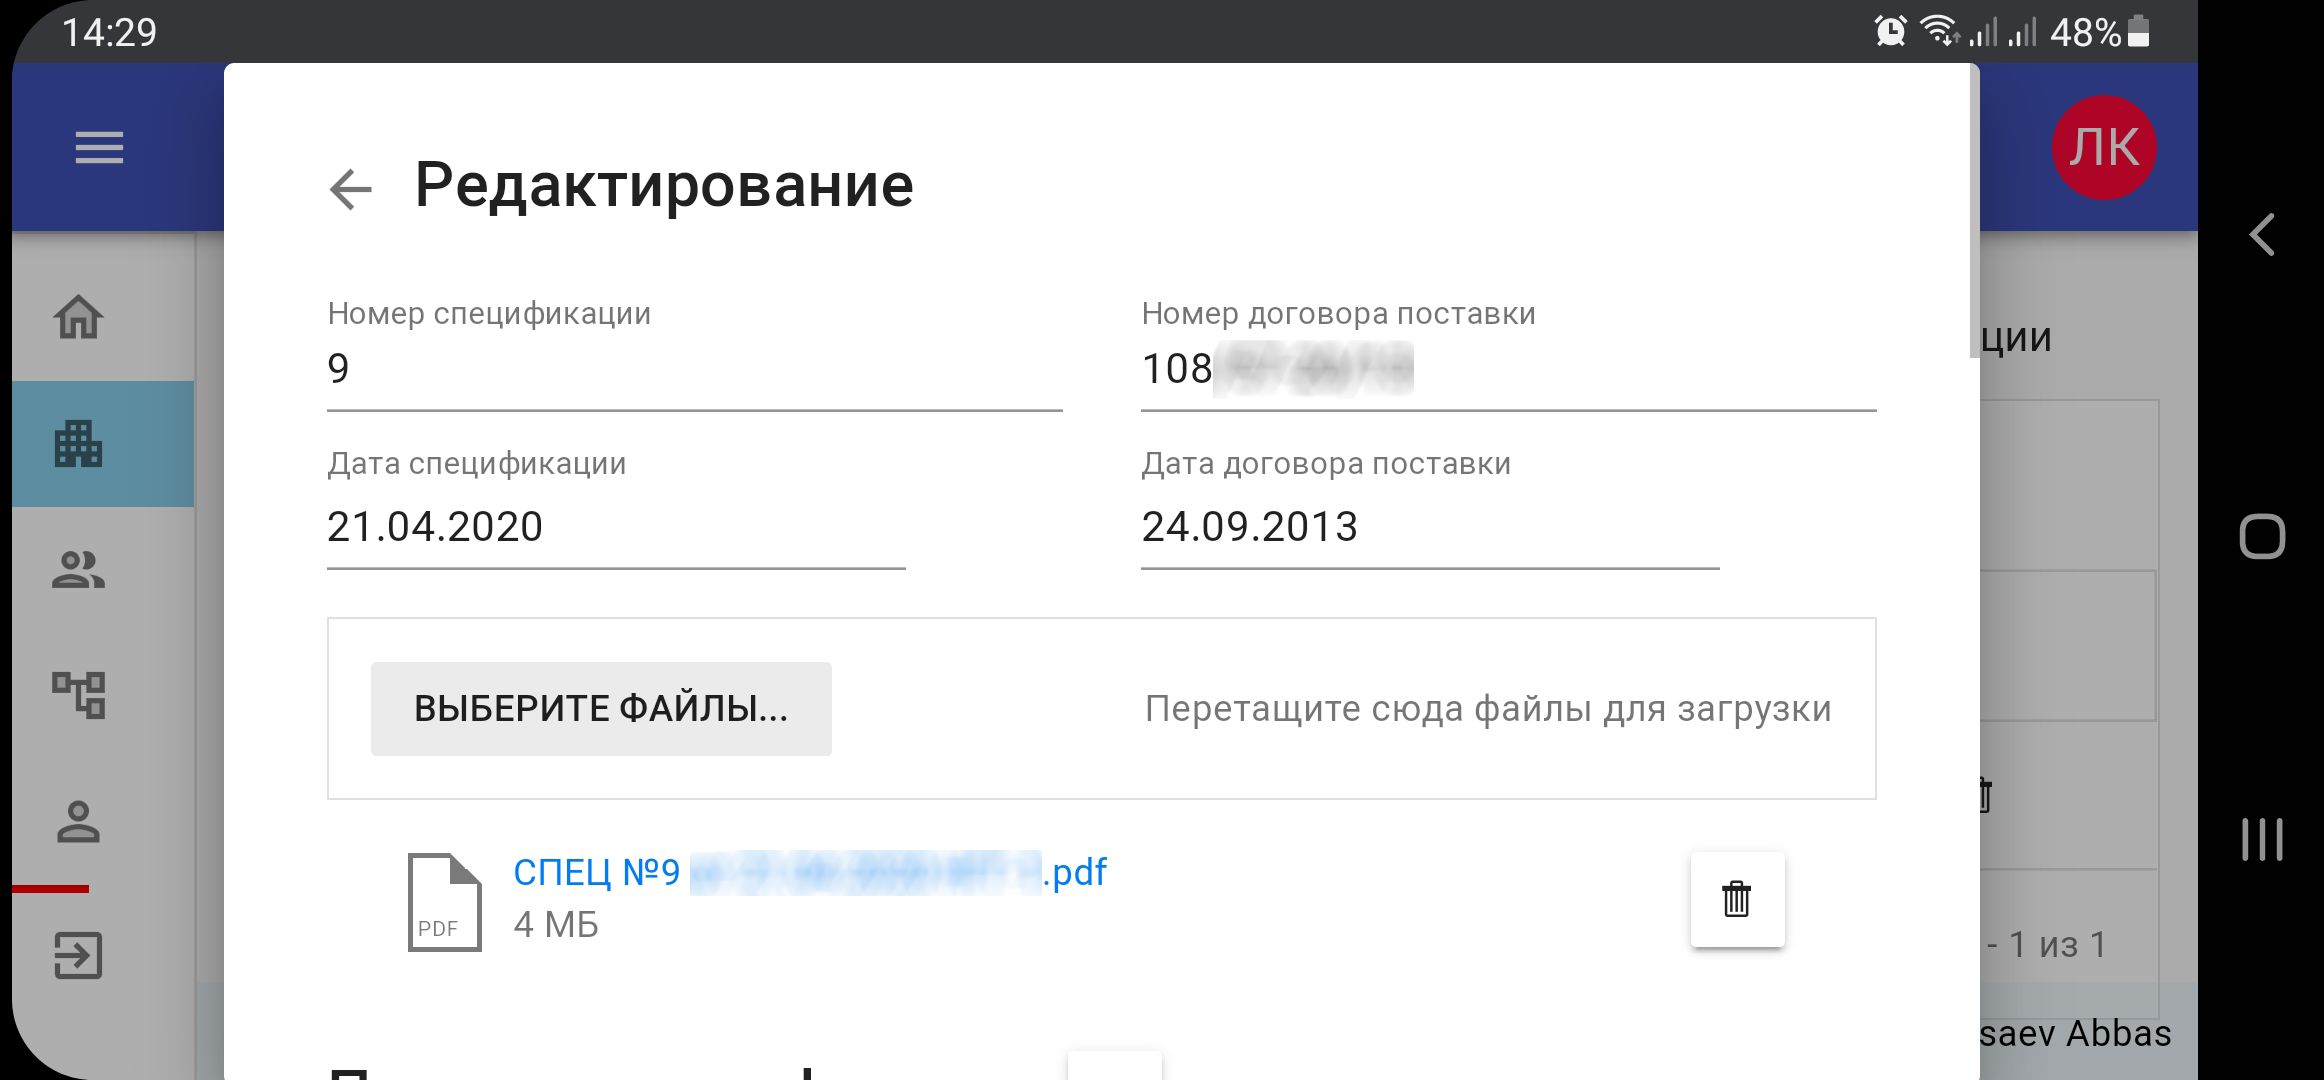 14:29
48%
ЛК
Редактирование
Номер спецификации
Номер договора поставки
9
108
Дата спецификации
Дата договора поставки
21.04.2020
24.09.2013
ции
ВЫБЕРИТЕ ФАЙЛЫ...
Перетащите сюда файлы для загрузки
СПЕЦ №9 .pdf
PDF
4 МБ
- 1 из 1
saev Abbas